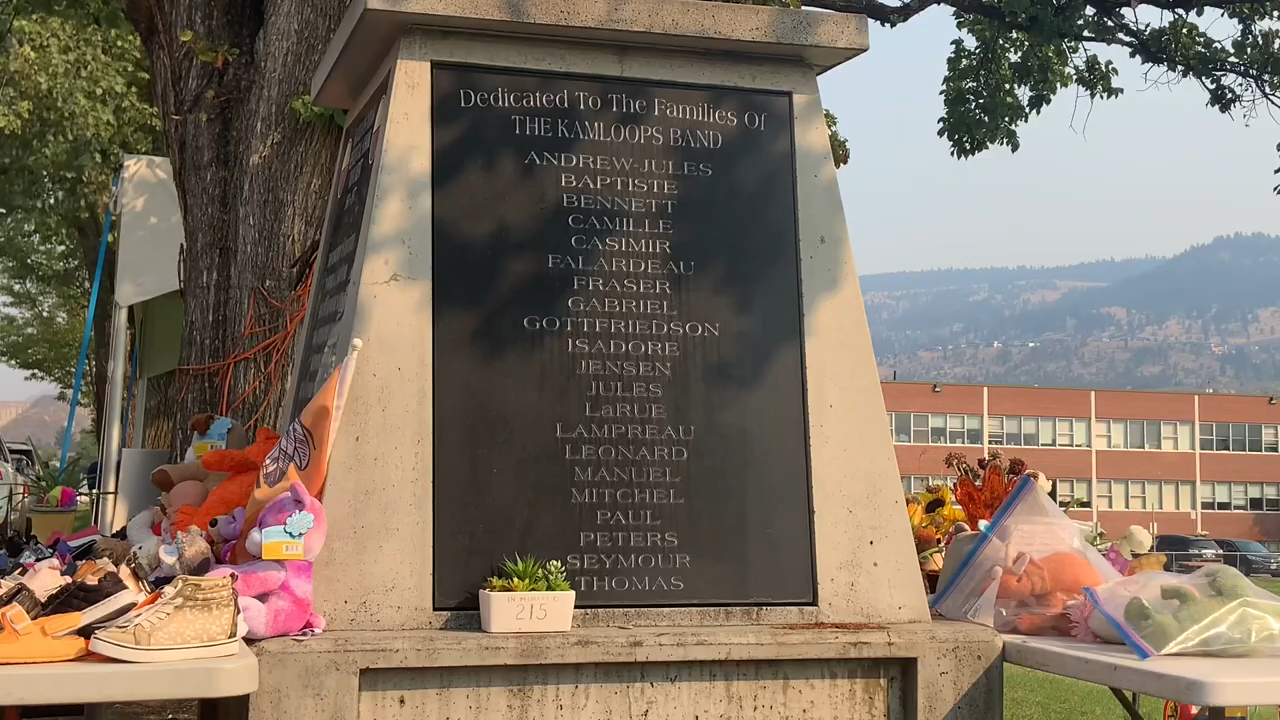 Dedicated To The Families Of
THE KAMLOOPS BAND
ANDREW-JULES
BAPTISTE
BENNETT
CAMILLE
CASIMIR
FALARDEAU
FRASER
GABRIEL
GOTTFRIEDSON
ISADORE
JENSEN
JULES
LaRUE
LAMPREAU
LEONARD
MANUEL
MITCHEL
PAUL
PETERS
SEYMOUR
THOMAS
215